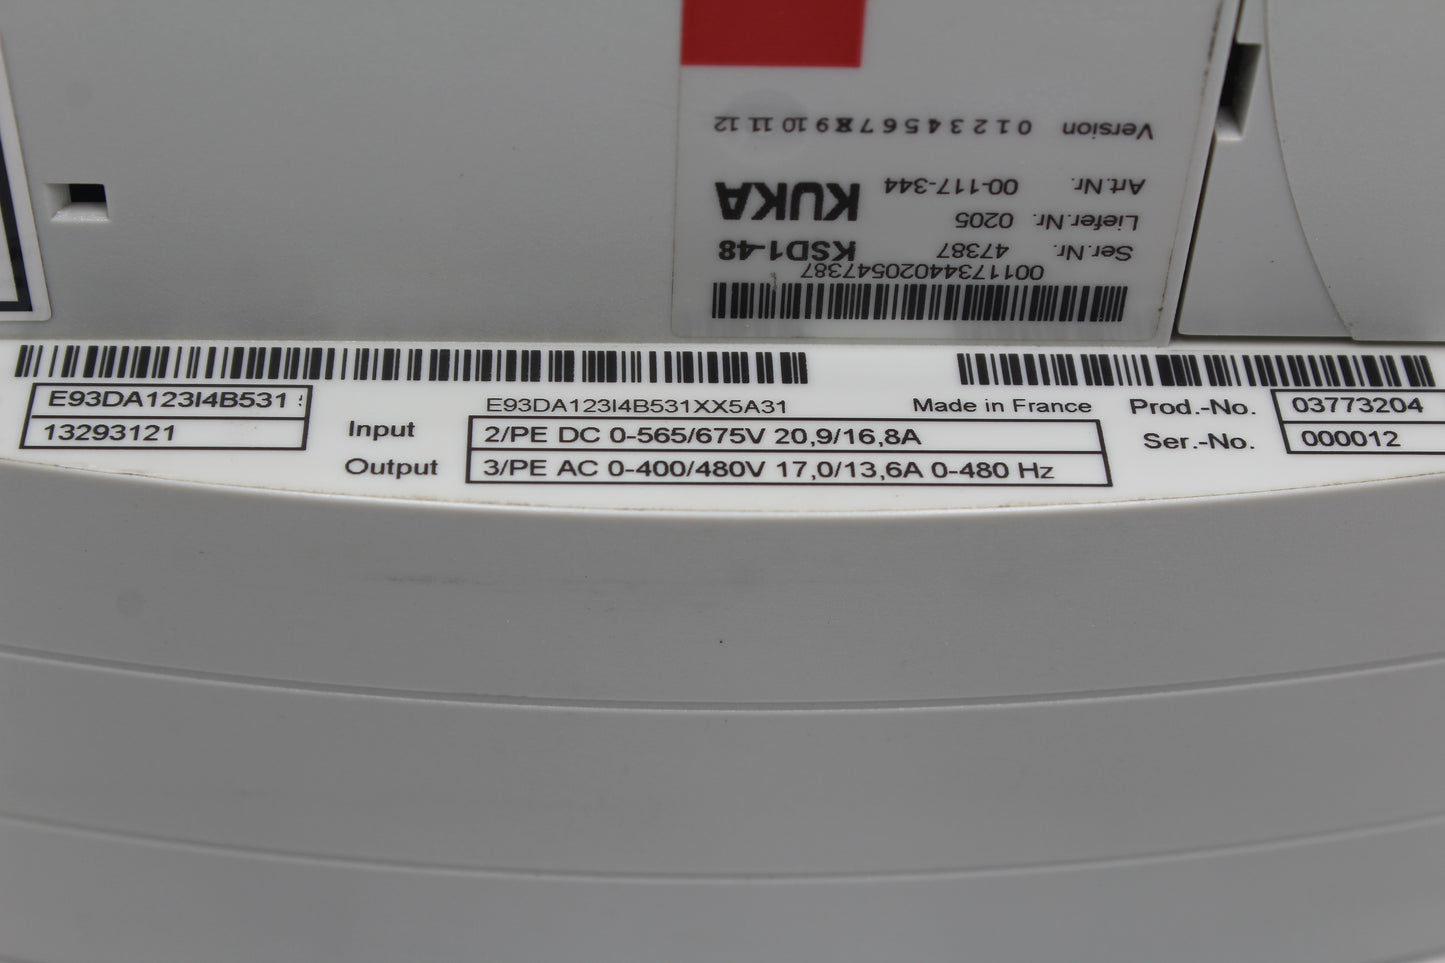 Version 0 1 2 3 4 5 6 7 8 9 10 11 12
Art.Nr. 00-117-344 KUKA
Liefer.Nr. 0205
Ser.Nr. 47387 KSD1-48
00117344020547387
E93DA123I4B531
13293121
E93DA123I4B531XX5A31 Made in France
Input 2/PE DC 0-565/675V 20,9/16,8A
Output 3/PE AC 0-400/480V 17,0/13,6A 0-480 Hz
Prod.-No. 03773204
Ser.-No. 000012